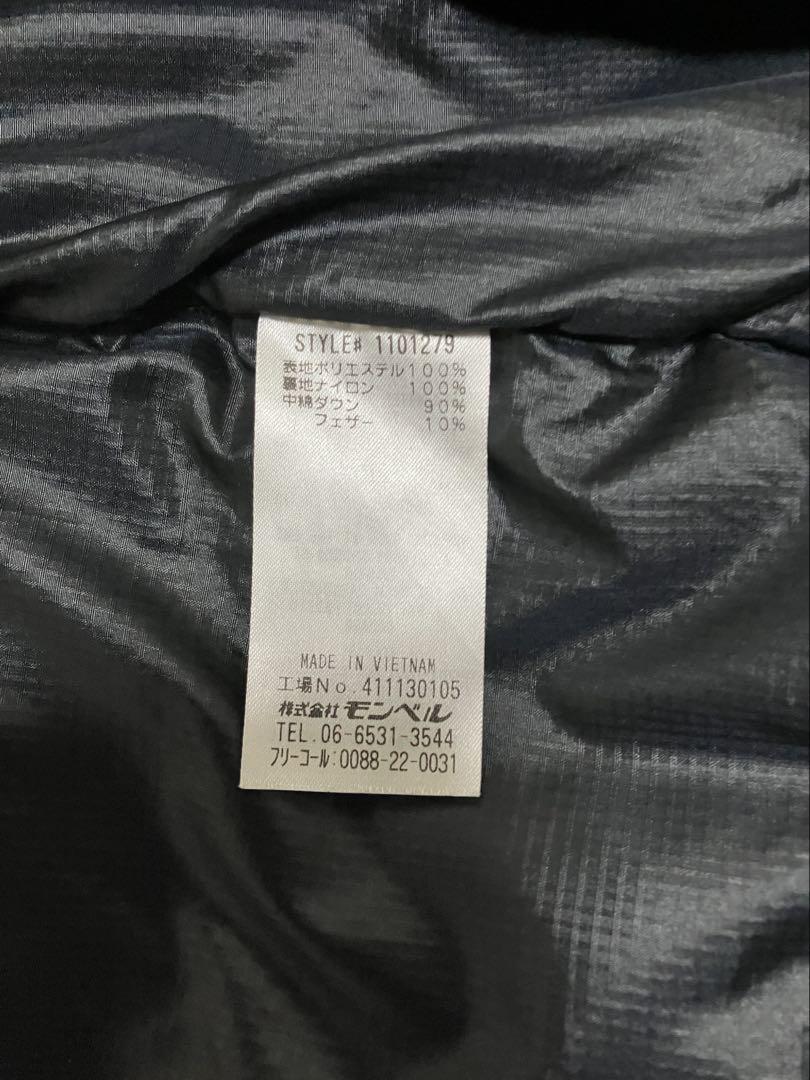 STYLE# 1101279
表地ポリエステル100%
裏地ナイロン 100%
中綿ダウン 90%
フェザー 10%
MADE IN VIETNAM
工場No.411130105
株式会社モンベル
TEL.06-6531-3544
フリーコール:0088-22-0031